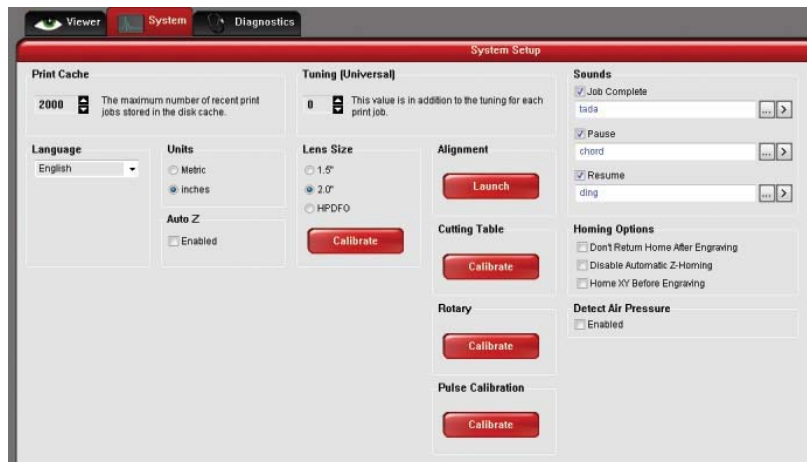 Viewer
System
Diagnostics
System Setup
Print Cache
2000
The maximum number of recent print
jobs stored in the disk cache.
Tuning (Universal)
0
This value is in addition to the tuning for each
print job.
Sounds
Job Complete
tada
...
>
Pause
chord
...
>
Resume
ding
...
>
Language
English
Units
Metric
inches
Auto Z
Enabled
Lens Size
1.5"
2.0"
HPDFO
Calibrate
Alignment
Launch
Cutting Table
Calibrate
Rotary
Calibrate
Pulse Calibration
Calibrate
Homing Options
Don't Return Home After Engraving
Disable Automatic Z-Homing
Home XY Before Engraving
Detect Air Pressure
Enabled